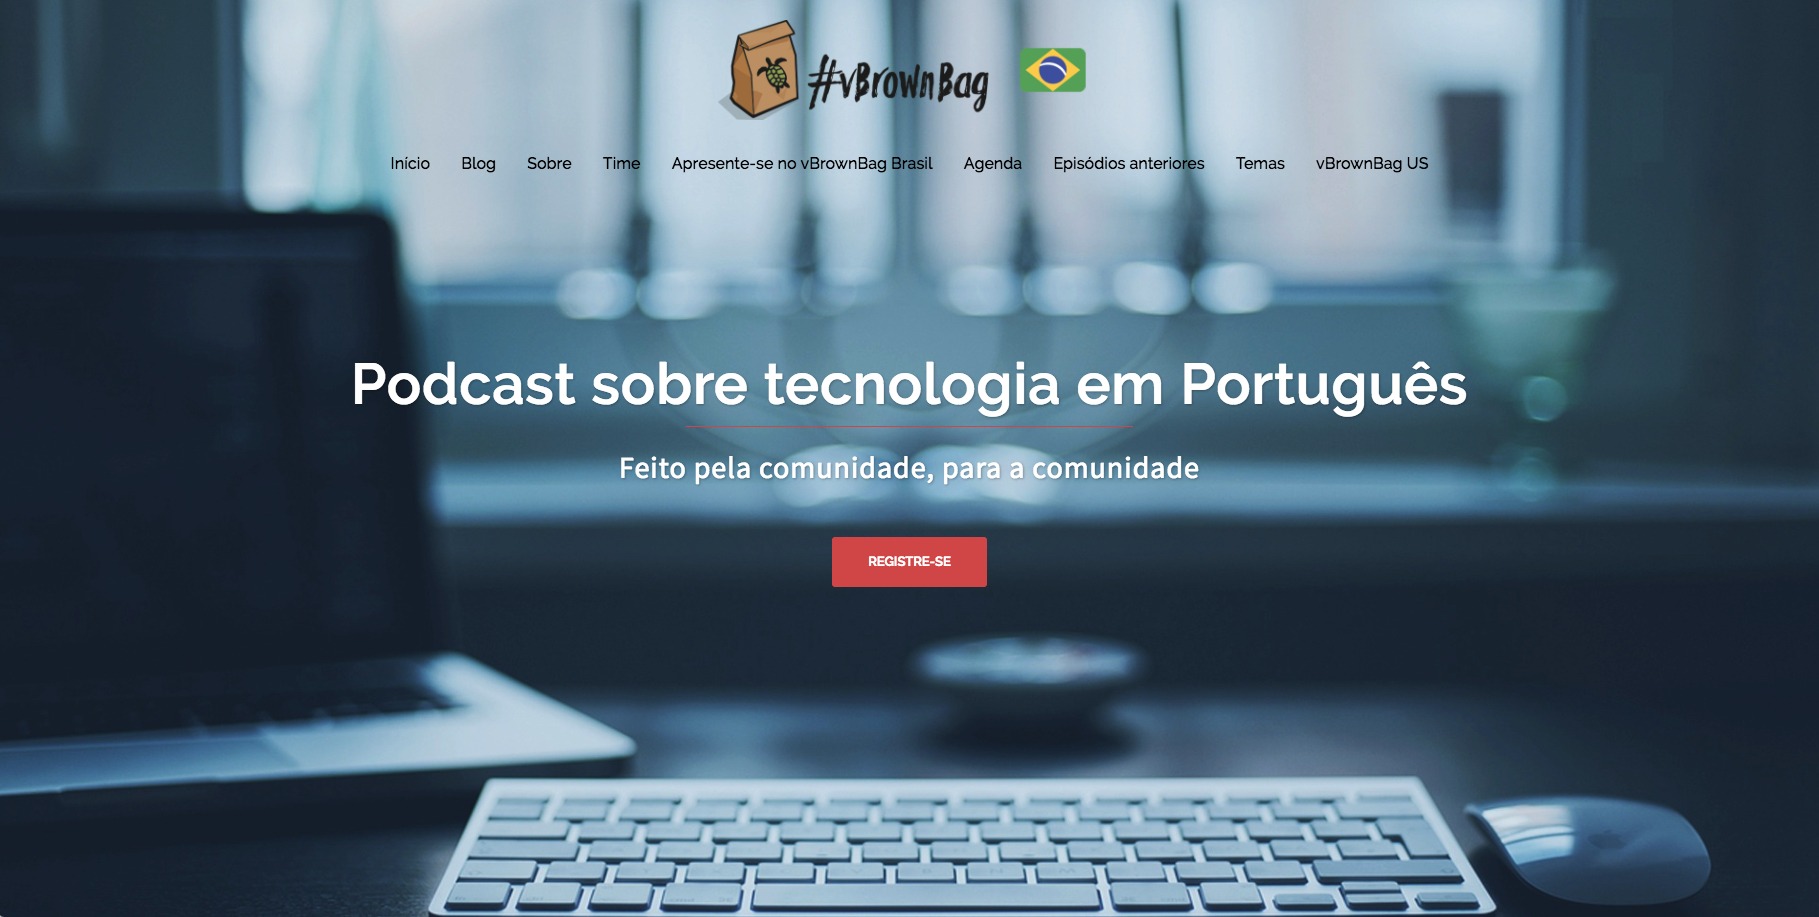 #vBrownBag
Início Blog Sobre Time Apresente-se no vBrownBag Brasil Agenda Episódios anteriores Temas vBrownBag US
Podcast sobre tecnologia em Português
Feito pela comunidade, para a comunidade
REGISTRE-SE